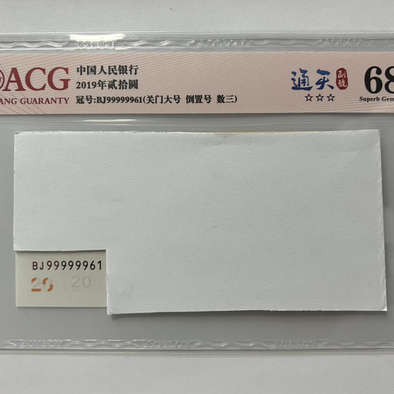 ACG
ANG GUARANTY
中国人民银行
2019年贰拾圆
冠号:BJ99999961(关门大号 倒置号 数三)
通天
☆☆☆
68
Superb Gem
BJ99999961
20 20